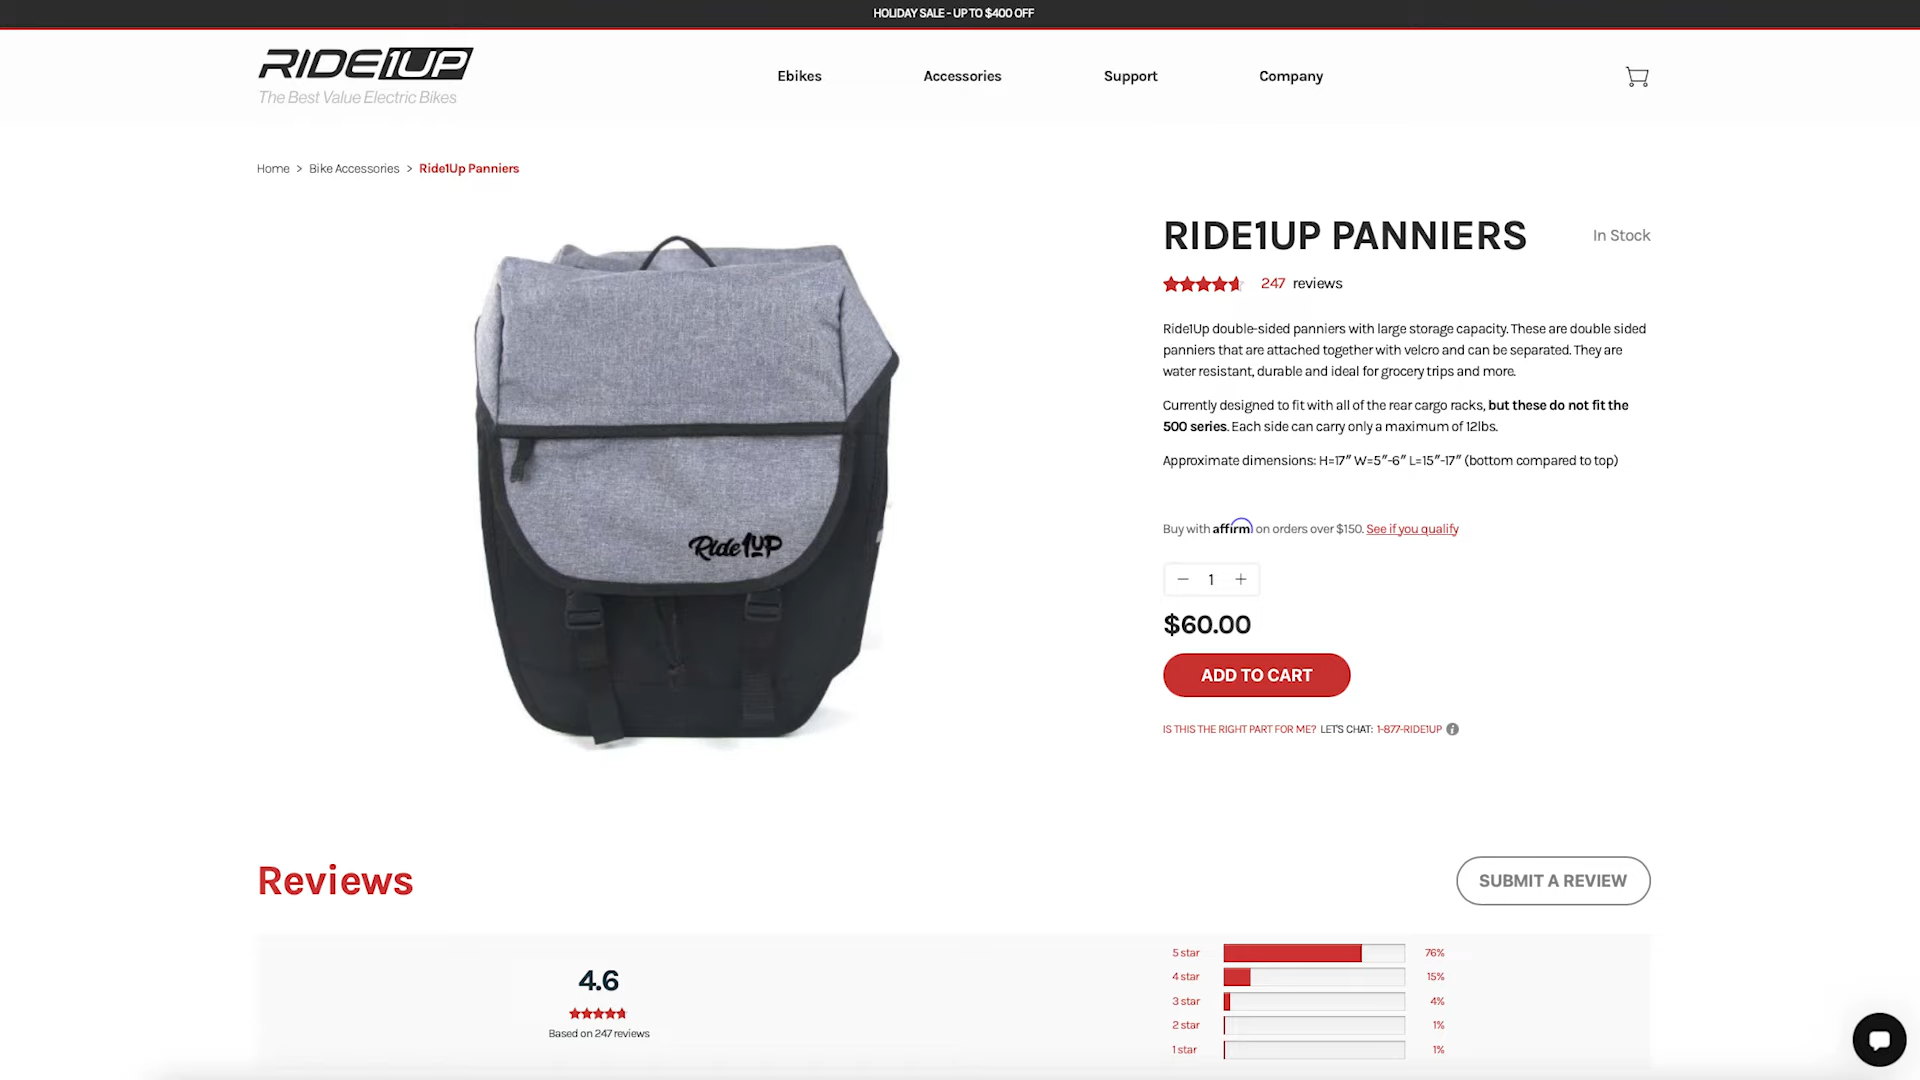 HOLIDAY SALE - UP TO $400 OFF
RIDE1UP
The Best Value Electric Bikes
Ebikes
Accessories
Support
Company
Home > Bike Accessories > Ride1Up Panniers
RIDE1UP PANNIERS
In Stock
247 reviews
Ride1Up double-sided panniers with large storage capacity. These are double sided
panniers that are attached together with velcro and can be separated. They are
water resistant, durable and ideal for grocery trips and more.
Currently designed to fit with all of the rear cargo racks, but these do not fit the
500 series. Each side can carry only a maximum of 12lbs.
Approximate dimensions: H=17″ W=5″-6″ L=15″-17″ (bottom compared to top)
Ride1UP
Buy with affirm on orders over $150. See if you qualify
− 1 +
$60.00
ADD TO CART
IS THIS THE RIGHT PART FOR ME? LET'S CHAT: 1-877-RIDE1UP i
Reviews
SUBMIT A REVIEW
4.6
Based on 247 reviews
5 star 76%
4 star 15%
3 star 4%
2 star 1%
1 star 1%